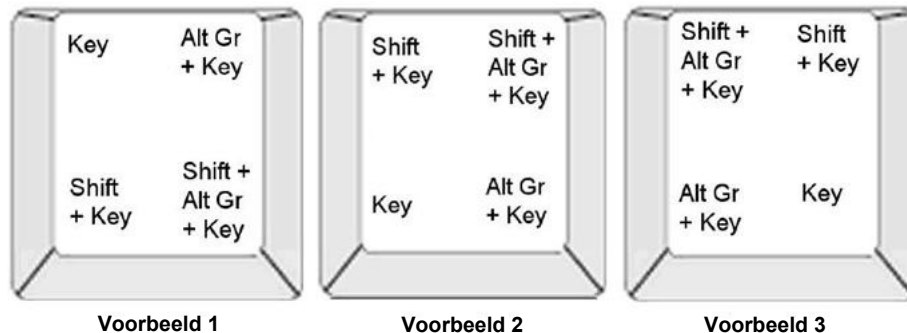 Key
Alt Gr
+ Key
Shift
+ Key
Shift +
Alt Gr
+ Key
Voorbeeld 1
Shift
+ Key
Shift +
Alt Gr
+ Key
Key
Alt Gr
+ Key
Voorbeeld 2
Shift +
Alt Gr
+ Key
Shift
+ Key
Alt Gr
+ Key
Key
Voorbeeld 3